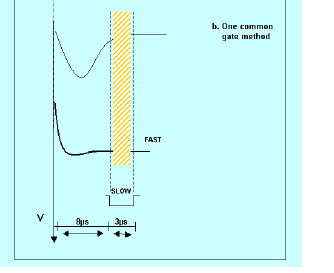 b. One common
gate method
FAST
SLOW
V
8µs
3µs